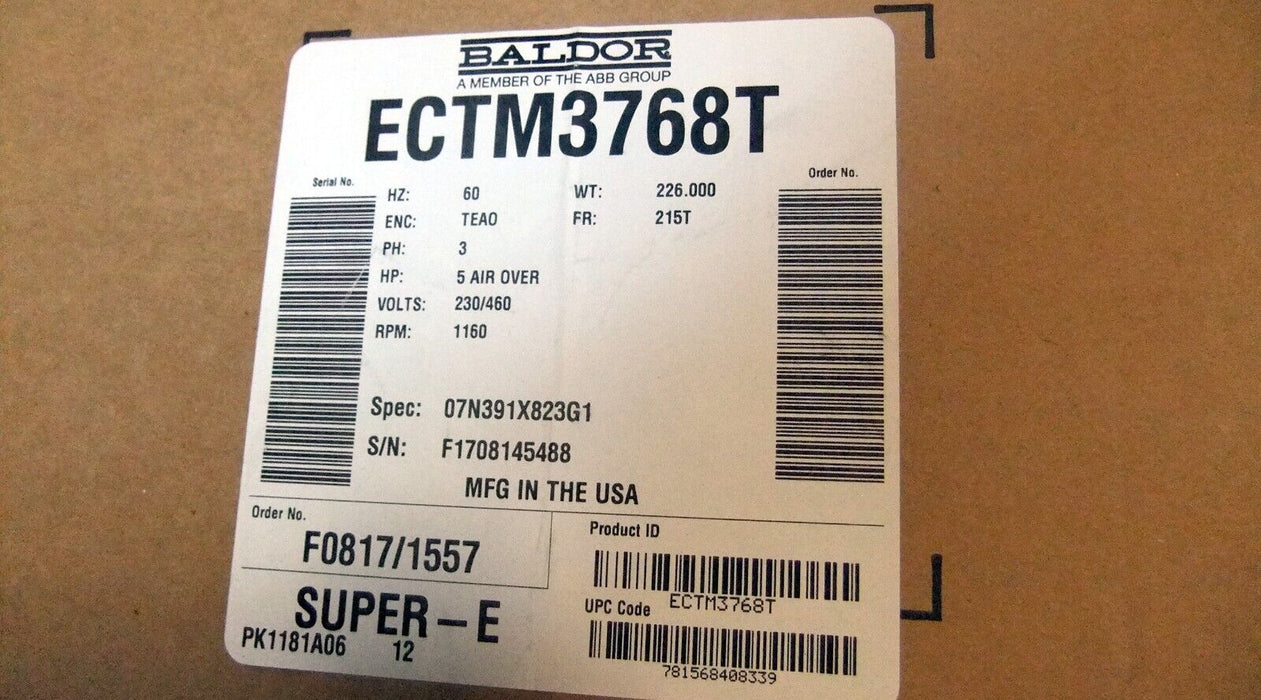 BALDOR
A MEMBER OF THE ABB GROUP
ECTM3768T
Serial No.
Order No.
HZ: 60 WT: 226.000
ENC: TEAO FR: 215T
PH: 3
HP: 5 AIR OVER
VOLTS: 230/460
RPM: 1160
Spec: 07N391X823G1
S/N: F1708145488
MFG IN THE USA
Order No.
F0817/1557
Product ID
ECTM3768T
SUPER-E
PK1181A06 12
UPC Code
781568408339